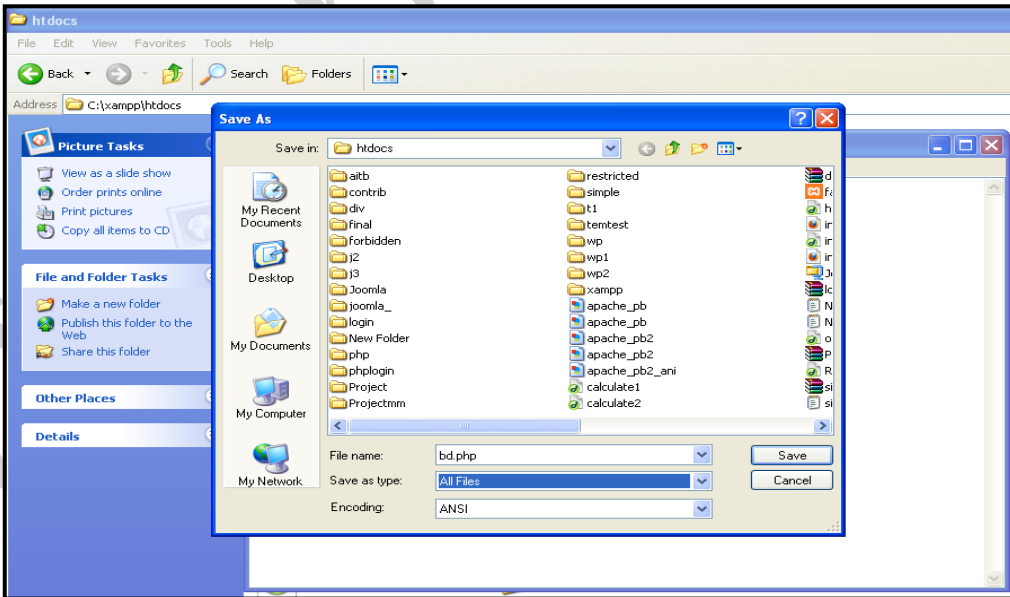 htdocs
File Edit View Favorites Tools Help
Back Search Folders
Address C:\xampp\htdocs
Picture Tasks
View as a slide show
Order prints online
Print pictures
Copy all items to CD
File and Folder Tasks
Make a new folder
Publish this folder to the
Web
Share this folder
Other Places
Details
Save As
Save in: htdocs
My Recent
Documents
Desktop
My Documents
My Computer
My Network
aitb
contrib
div
final
forbidden
j2
j3
Joomla
joomla_
login
New Folder
php
phplogin
Project
Projectmm
restricted
simple
t1
temtest
wp
wp1
wp2
xampp
apache_pb
apache_pb
apache_pb2
apache_pb2
apache_pb2_ani
calculate1
calculate2
File name: bd.php Save
Save as type: All Files Cancel
Encoding: ANSI